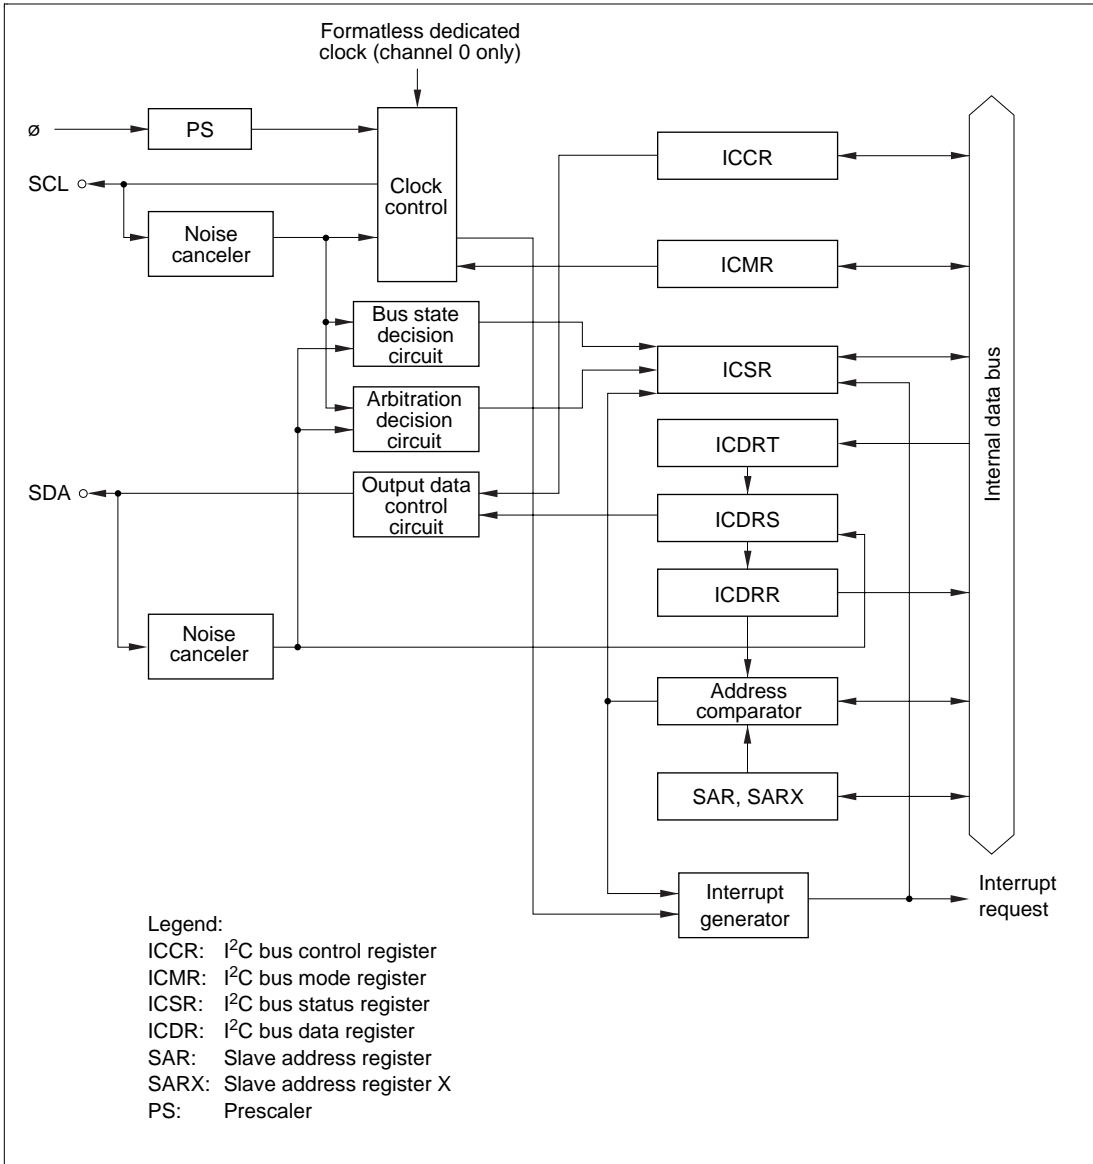 Formatless dedicated
clock (channel 0 only)
ø
PS
ICCR
SCL
Clock
control
Noise
canceler
ICMR
Bus state
decision
circuit
ICSR
Arbitration
decision
circuit
ICDRT
Internal data bus
SDA
Output data
control
circuit
ICDRS
ICDRR
Noise
canceler
Address
comparator
SAR, SARX
Interrupt
generator
Interrupt
request
Legend:
ICCR: I²C bus control register
ICMR: I²C bus mode register
ICSR: I²C bus status register
ICDR: I²C bus data register
SAR: Slave address register
SARX: Slave address register X
PS: Prescaler